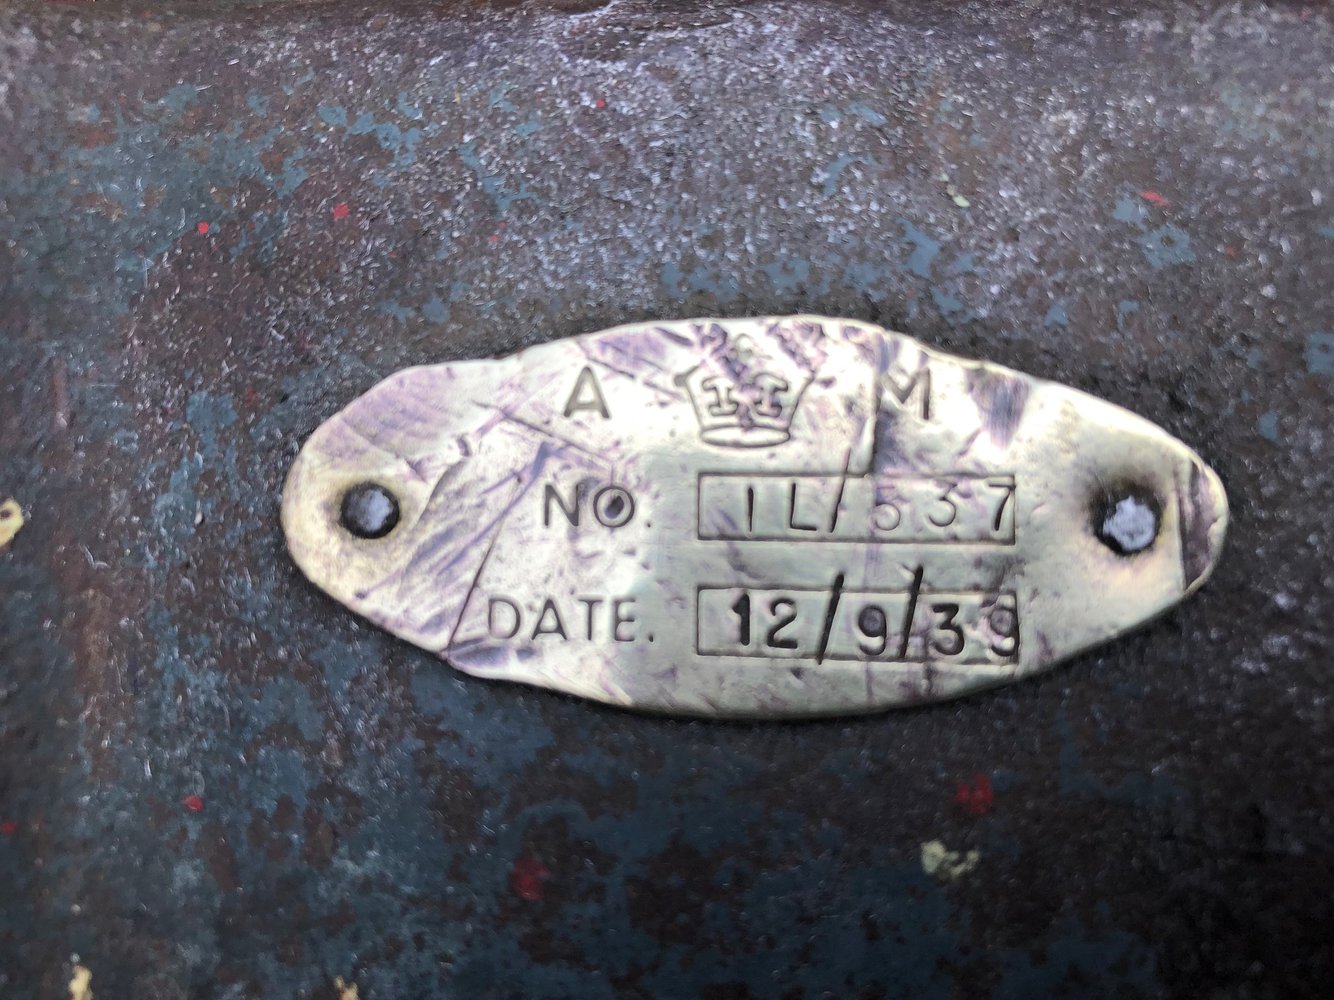 A M
NO. IL/537
DATE. 12/9/39